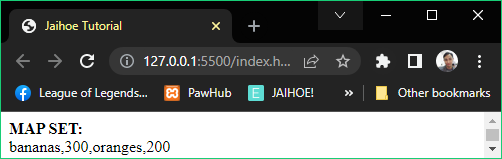 Jaihoe Tutorial
127.0.0.1:5500/index.h...
League of Legends... PawHub JAIHOE! Other bookmarks
MAP SET:
bananas,300,oranges,200